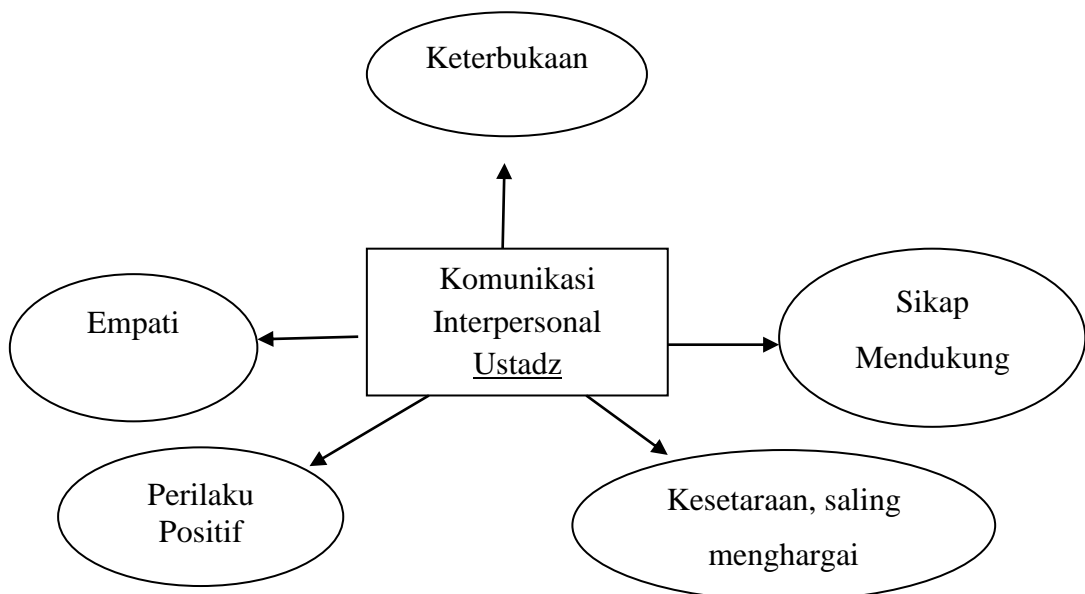 Keterbukaan
Komunikasi
Interpersonal
Ustadz
Empati
Sikap
Mendukung
Perilaku
Positif
Kesetaraan, saling
menghargai